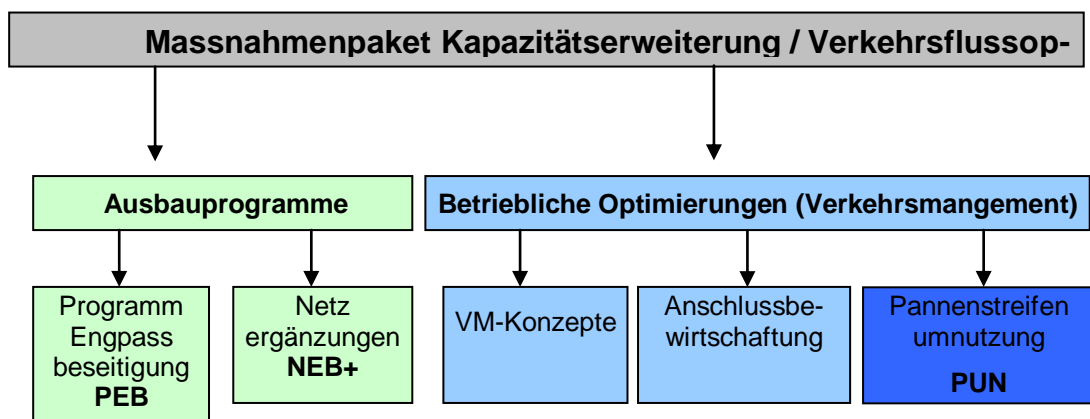 Massnahmenpaket Kapazitätserweiterung / Verkehrsflussop-
Ausbauprogramme
Betriebliche Optimierungen (Verkehrsmangement)
Programm
Engpass
beseitigung
PEB
Netz
ergänzungen
NEB+
VM-Konzepte
Anschlussbe-
wirtschaftung
Pannenstreifen
umnutzung
PUN